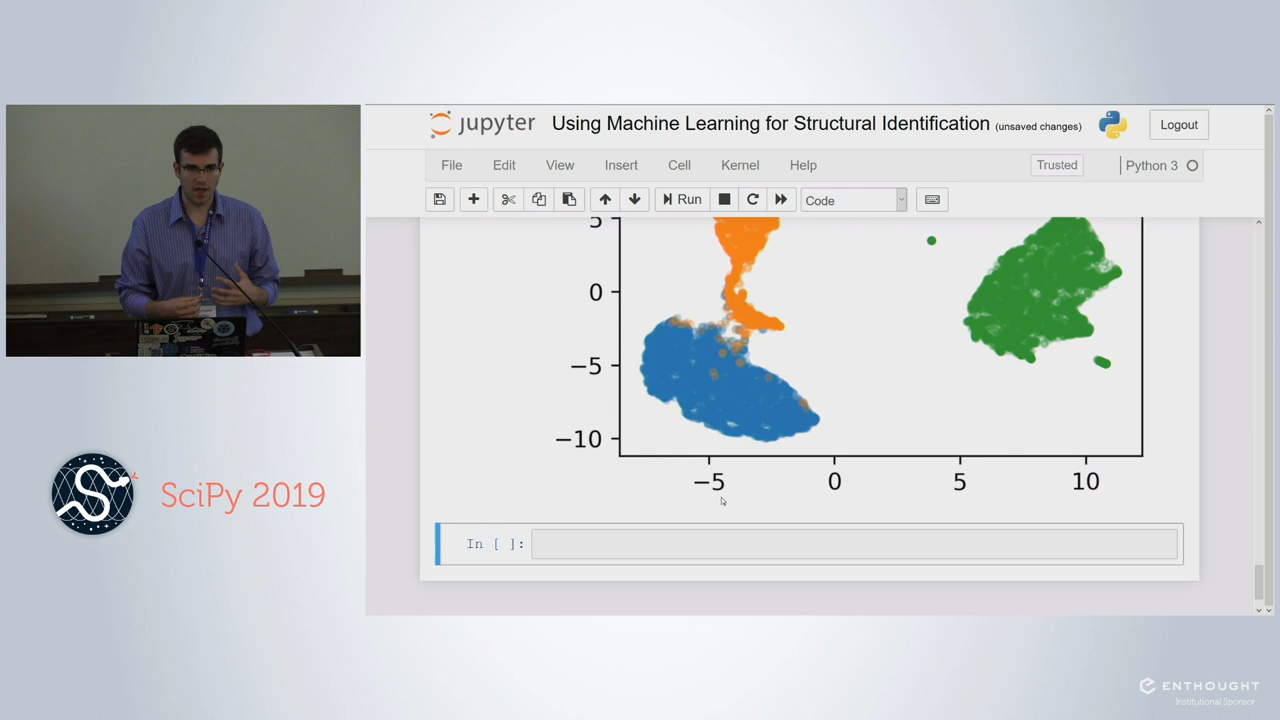 jupyter Using Machine Learning for Structural Identification (unsaved changes) Logout
File Edit View Insert Cell Kernel Help Trusted Python 3
Run Code
5
0
−5
−10
−5 0 5 10
In [ ]:
SciPy 2019
ENTHOUGHT
Institutional Sponsor